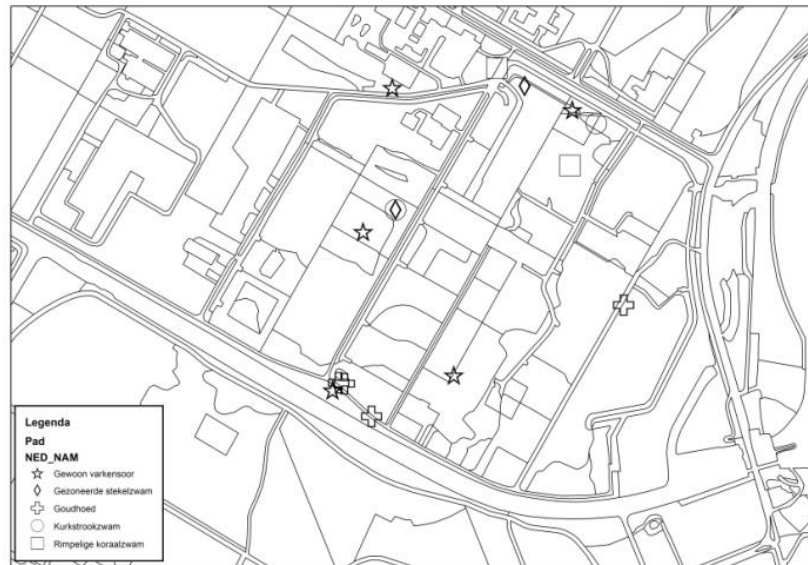 Legenda
Pad
NED_NAM
Gewoon varkensoor
Gezoneerde stekelzwam
Goudhoed
Kurkstrookzwam
Rimpelige koraalzwam